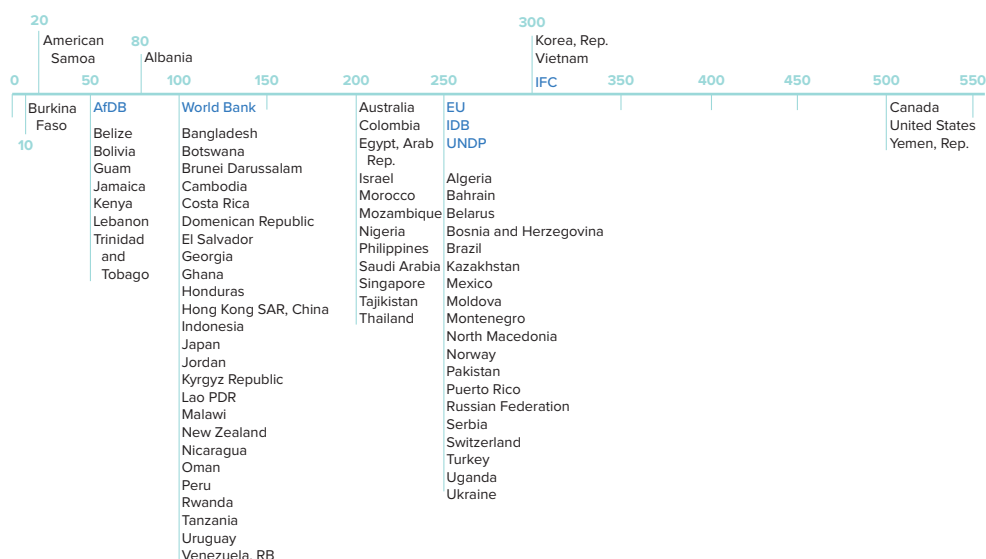 20
American
Samoa
80
Albania
300
Korea, Rep.
Vietnam
IFC
0
50
100
150
200
250
350
400
450
500
550
Burkina
Faso
10
AfDB
Belize
Bolivia
Guam
Jamaica
Kenya
Lebanon
Trinidad
and
Tobago
World Bank
Bangladesh
Botswana
Brunei Darussalam
Cambodia
Costa Rica
Domenican Republic
El Salvador
Georgia
Ghana
Honduras
Hong Kong SAR, China
Indonesia
Japan
Jordan
Kyrgyz Republic
Lao PDR
Malawi
New Zealand
Nicaragua
Oman
Peru
Rwanda
Tanzania
Uruguay
Venezuela, RB
Australia
Colombia
Egypt, Arab
Rep.
Israel
Morocco
Mozambique
Nigeria
Philippines
Saudi Arabia
Singapore
Tajikistan
Thailand
EU
IDB
UNDP
Algeria
Bahrain
Belarus
Bosnia and Herzegovina
Brazil
Kazakhstan
Mexico
Moldova
Montenegro
North Macedonia
Norway
Pakistan
Puerto Rico
Russian Federation
Serbia
Switzerland
Turkey
Uganda
Ukraine
Canada
United States
Yemen, Rep.